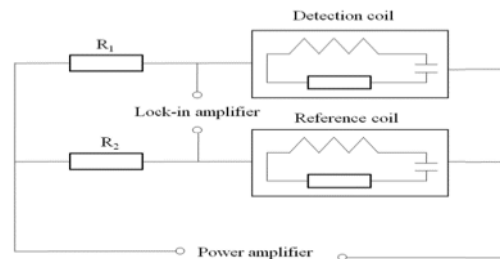 Detection coil
R1
Lock-in amplifier
Reference coil
R2
Power amplifier